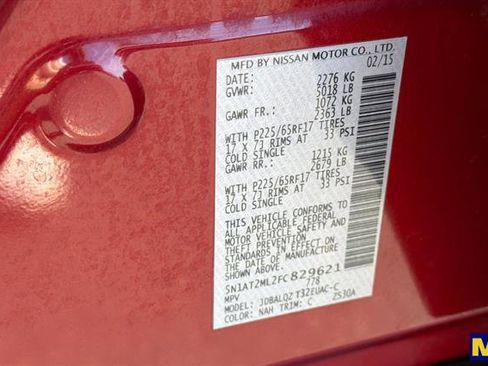 MFD BY NISSAN MOTOR CO., LTD.
02/15
DATE: 2276 KG
GVWR: 5018 LB
1072 KG
GAWR FR.: 2363 LB
WITH P225/65RF17 TIRES
17 X 7J RIMS AT 33 PSI
COLD SINGLE 1215 KG
GAWR RR.: 2679 LB
WITH P225/65RF17 TIRES
17 X 7J RIMS AT 33 PSI
COLD SINGLE
THIS VEHICLE CONFORMS TO
ALL APPLICABLE FEDERAL
MOTOR VEHICLE SAFETY AND
THEFT PREVENTION
STANDARDS IN EFFECT ON
THE DATE OF MANUFACTURE
SHOWN ABOVE.
5N1AT2ML2FC829621
MPV 778
MODEL: JDBALQZ T32EUAC-C
COLOR: NAH TRIM: C ZS30A
M